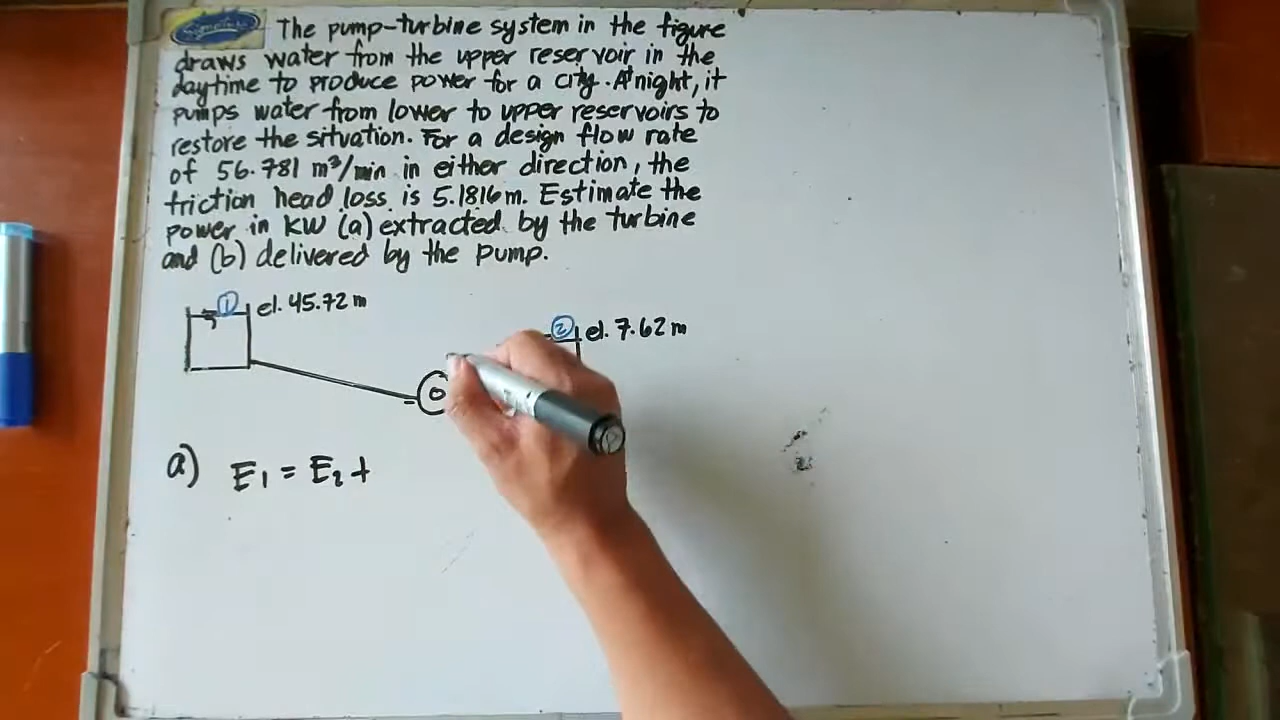 The pump-turbine system in the figure
draws water from the upper reservoir in the
daytime to produce power for a city. At night, it
pumps water from lower to upper reservoirs to
restore the situation. For a design flow rate
of 56.781 m³/min in either direction, the
friction head loss is 5.1816m. Estimate the
power in KW (a) extracted by the turbine
and (b) delivered by the pump.
① el. 45.72 m
② el. 7.62 m
a) E₁ = E₂ +